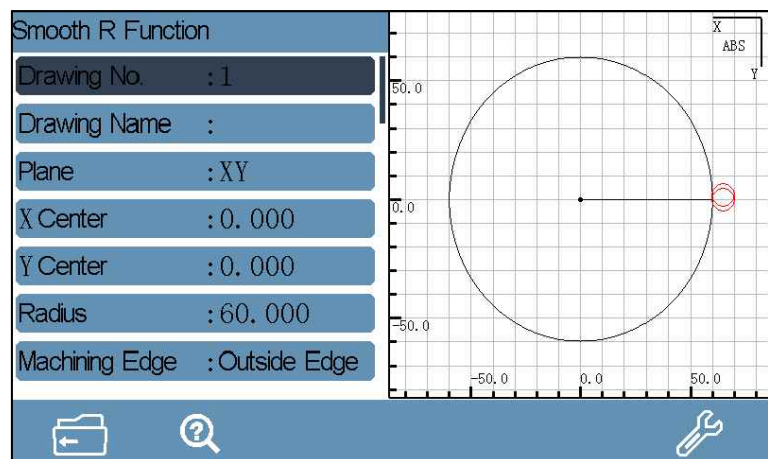 Smooth R Function
Drawing No. :1
Drawing Name :
Plane :XY
X Center :0.000
Y Center :0.000
Radius :60.000
Machining Edge :Outside Edge
X
ABS
Y
50.0
0.0
-50.0
-50.0 0.0 50.0